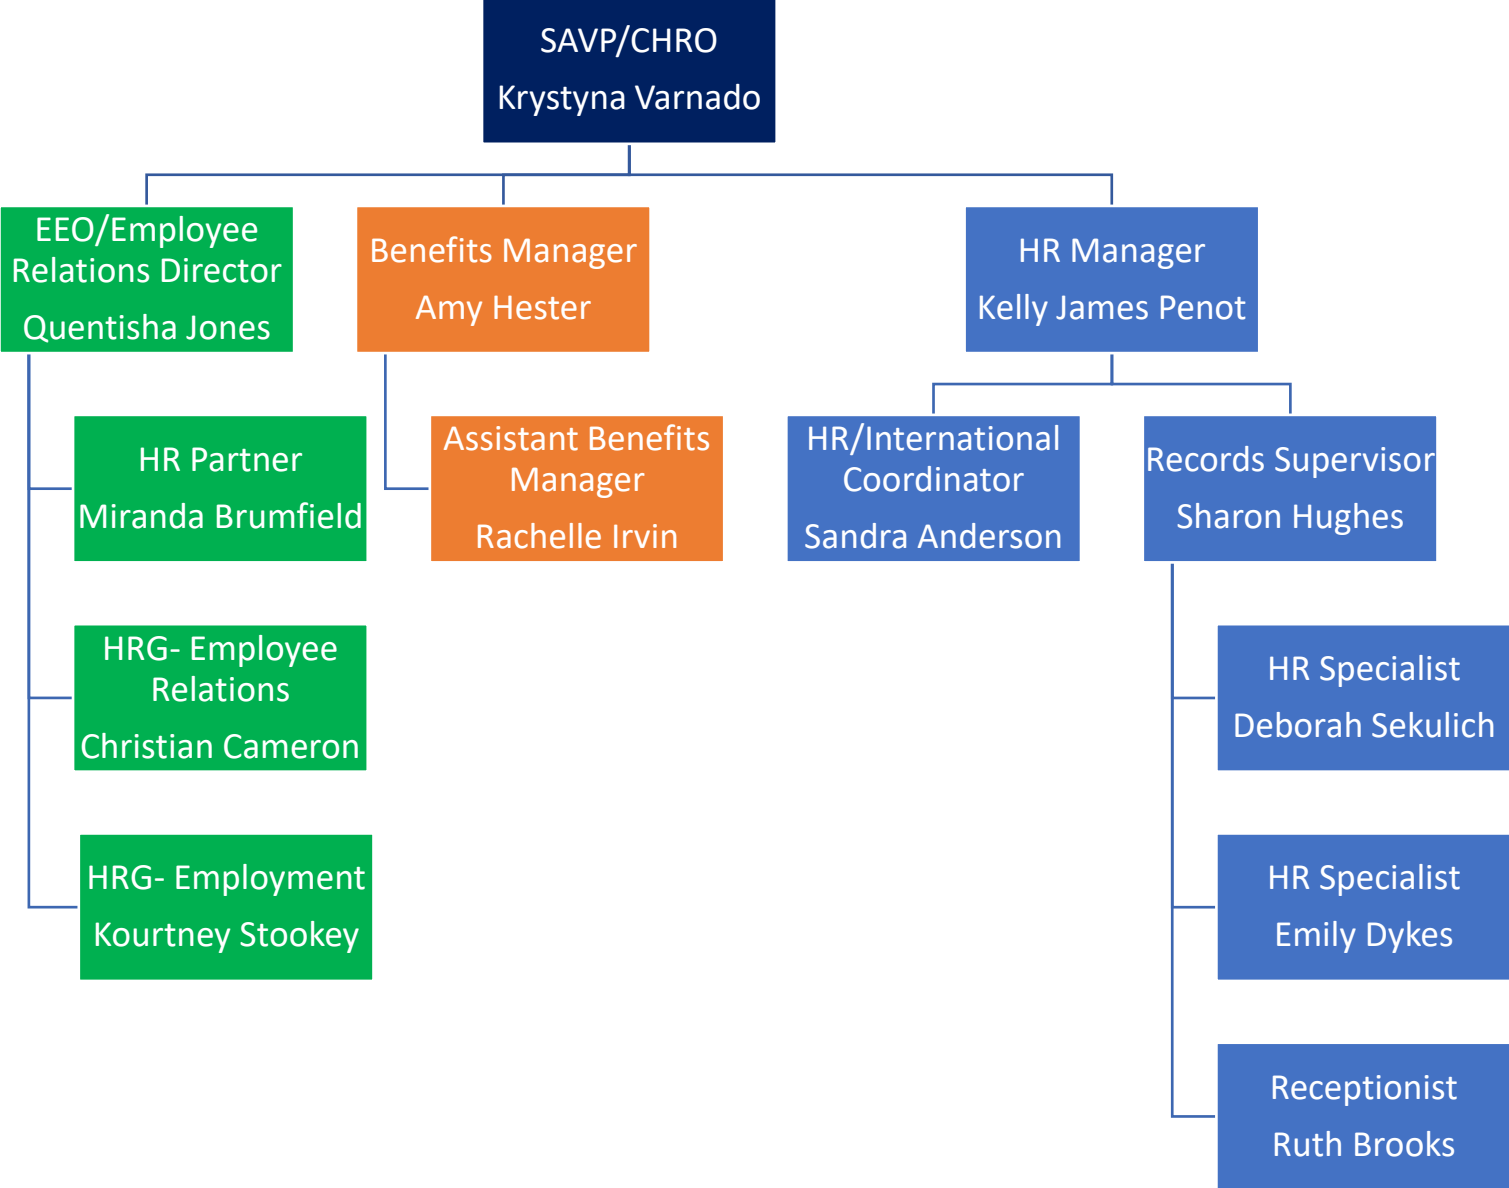 SAVP/CHRO
Krystyna Varnado
EEO/Employee
Relations Director
Quentisha Jones
Benefits Manager
Amy Hester
HR Manager
Kelly James Penot
HR Partner
Miranda Brumfield
Assistant Benefits
Manager
Rachelle Irvin
HR/International
Coordinator
Sandra Anderson
Records Supervisor
Sharon Hughes
HRG- Employee
Relations
Christian Cameron
HR Specialist
Deborah Sekulich
HRG- Employment
Kourtney Stookey
HR Specialist
Emily Dykes
Receptionist
Ruth Brooks